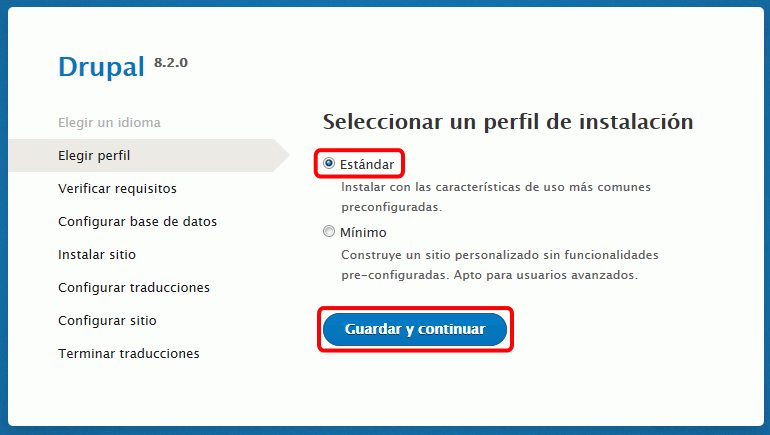 Drupal 8.2.0
Elegir un idioma
Elegir perfil
Verificar requisitos
Configurar base de datos
Instalar sitio
Configurar traducciones
Configurar sitio
Terminar traducciones
Seleccionar un perfil de instalación
Estándar
Instalar con las características de uso más comunes
preconfiguradas.
Mínimo
Construye un sitio personalizado sin funcionalidades
pre-configuradas. Apto para usuarios avanzados.
Guardar y continuar